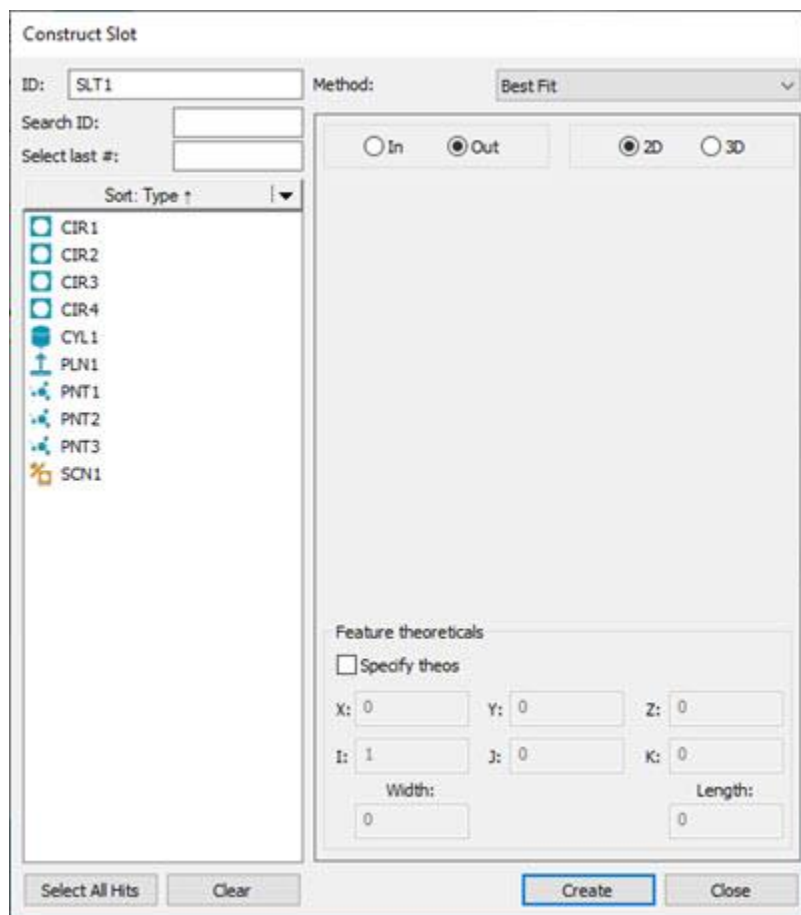 Construct Slot
ID: SLT1
Method: Best Fit
Search ID:
Select last #:
Sort: Type ↑
CIR1
CIR2
CIR3
CIR4
CYL1
PLN1
PNT1
PNT2
PNT3
SCN1
In Out 2D 3D
Feature theoreticals
Specify theos
X: 0 Y: 0 Z: 0
I: 1 J: 0 K: 0
Width: Length:
0 0
Select All Hits Clear Create Close